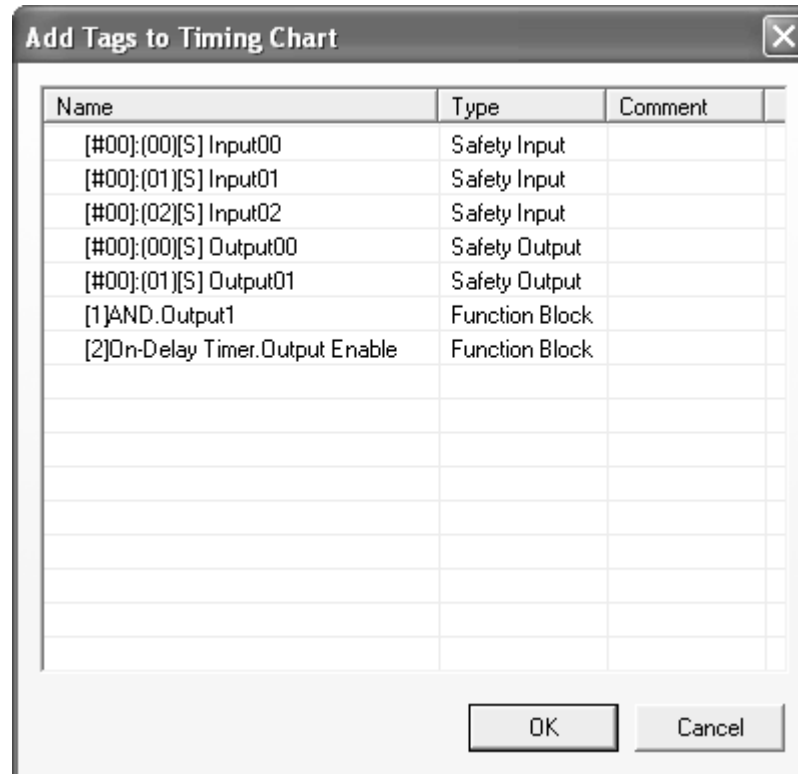 Add Tags to Timing Chart
Name Type Comment
[#00]:(00)[S] Input00 Safety Input
[#00]:(01)[S] Input01 Safety Input
[#00]:(02)[S] Input02 Safety Input
[#00]:(00)[S] Output00 Safety Output
[#00]:(01)[S] Output01 Safety Output
[1]AND.Output1 Function Block
[2]On-Delay Timer.Output Enable Function Block
OK Cancel